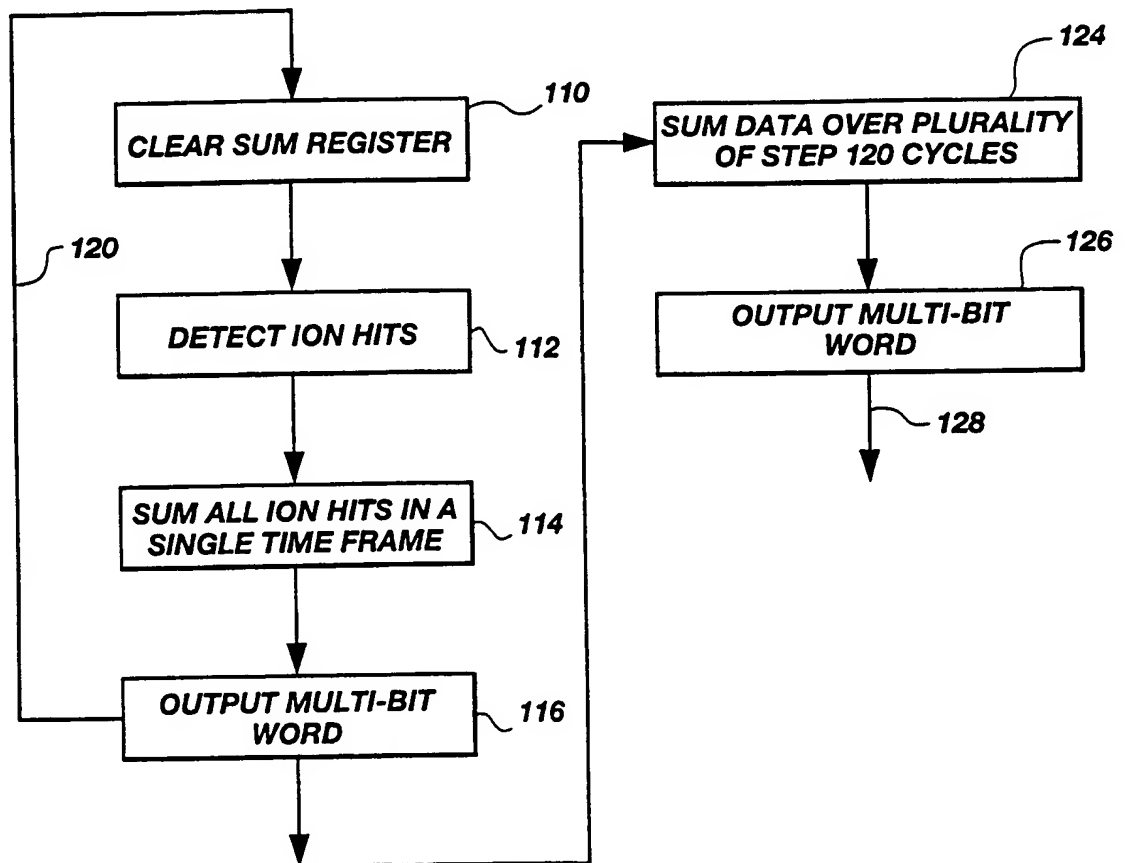 110
CLEAR SUM REGISTER
120
DETECT ION HITS
112
SUM ALL ION HITS IN A
SINGLE TIME FRAME
114
OUTPUT MULTI-BIT
WORD
116
124
SUM DATA OVER PLURALITY
OF STEP 120 CYCLES
126
OUTPUT MULTI-BIT
WORD
128